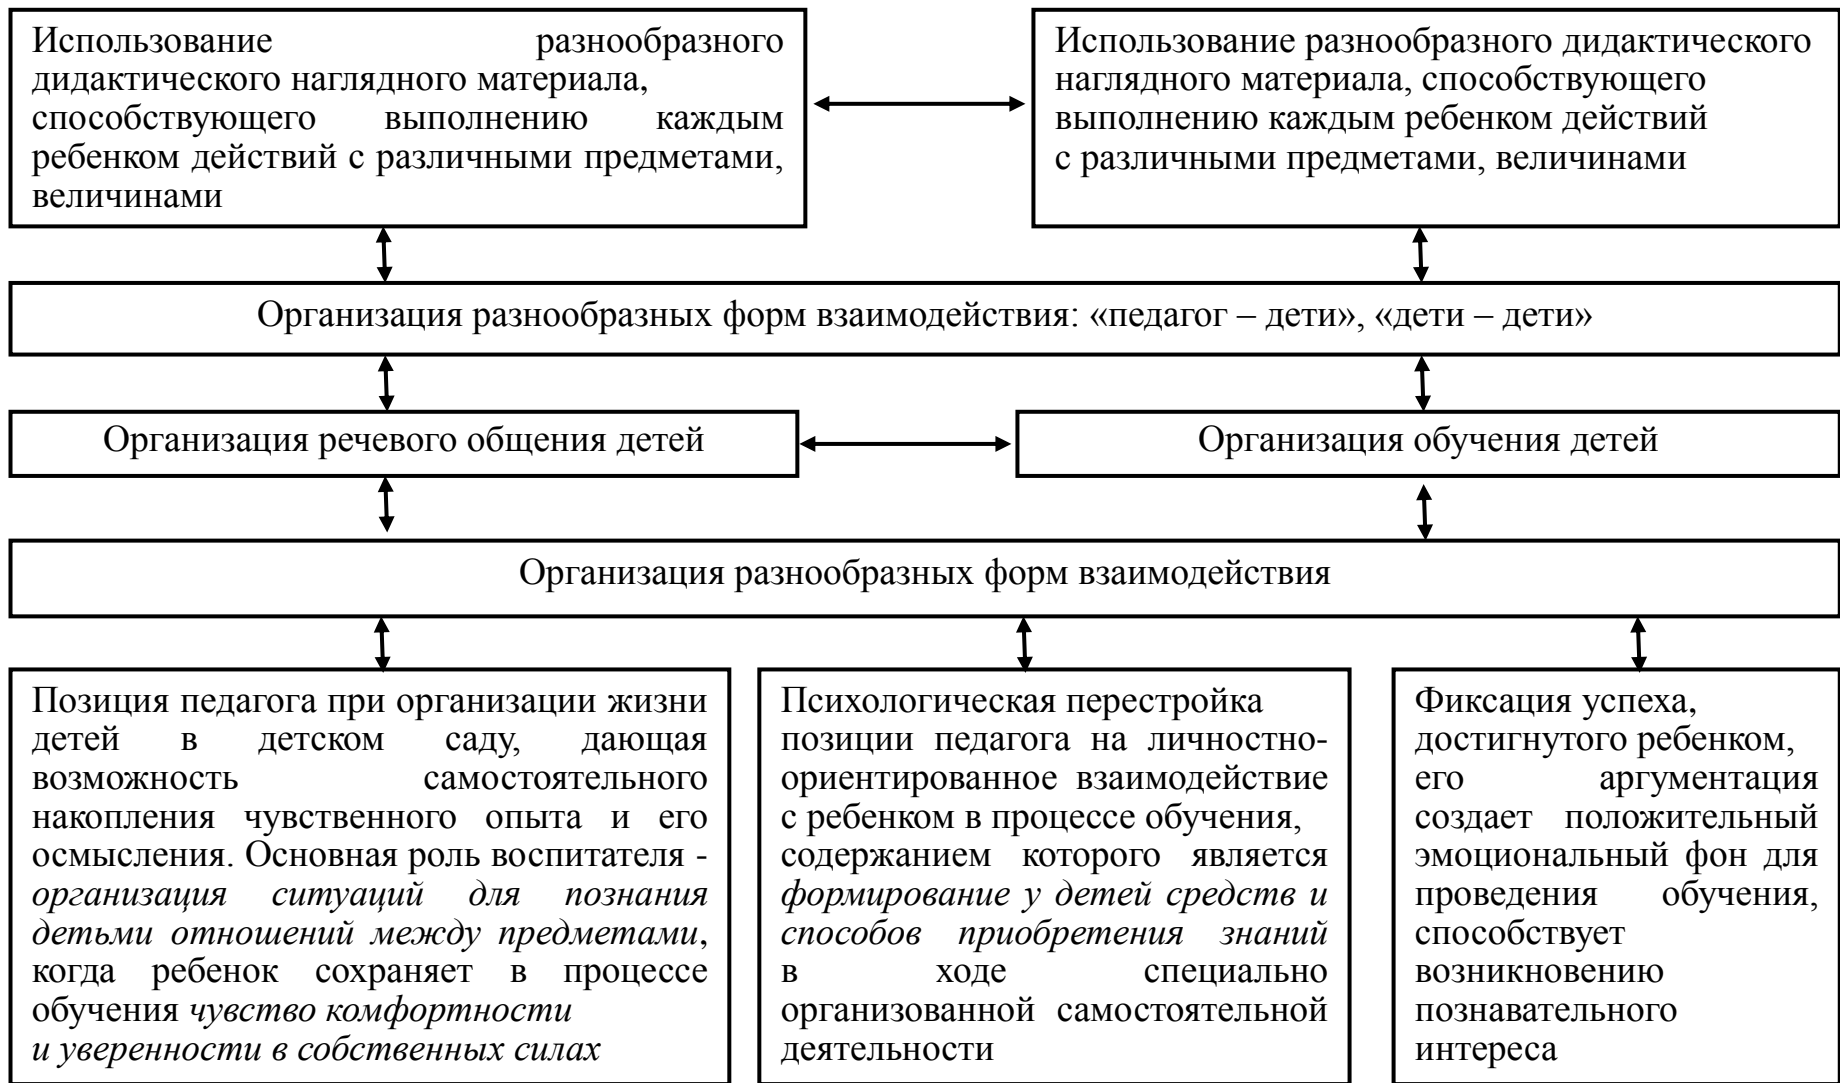 Использование разнообразного
дидактического наглядного материала,
способствующего выполнению каждым
ребенком действий с различными предметами,
величинами
Использование разнообразного дидактического
наглядного материала, способствующего
выполнению каждым ребенком действий
с различными предметами, величинами
Организация разнообразных форм взаимодействия: «педагог – дети», «дети – дети»
Организация речевого общения детей
Организация обучения детей
Организация разнообразных форм взаимодействия
Позиция педагога при организации жизни
детей в детском саду, дающая
возможность самостоятельного
накопления чувственного опыта и его
осмысления. Основная роль воспитателя -
организация ситуаций для познания
детьми отношений между предметами,
когда ребенок сохраняет в процессе
обучения чувство комфортности
и уверенности в собственных силах
Психологическая перестройка
позиции педагога на личностно-
ориентированное взаимодействие
с ребенком в процессе обучения,
содержанием которого является
формирование у детей средств и
способов приобретения знаний
в ходе специально
организованной самостоятельной
деятельности
Фиксация успеха,
достигнутого ребенком,
его аргументация
создает положительный
эмоциональный фон для
проведения обучения,
способствует
возникновению
познавательного
интереса